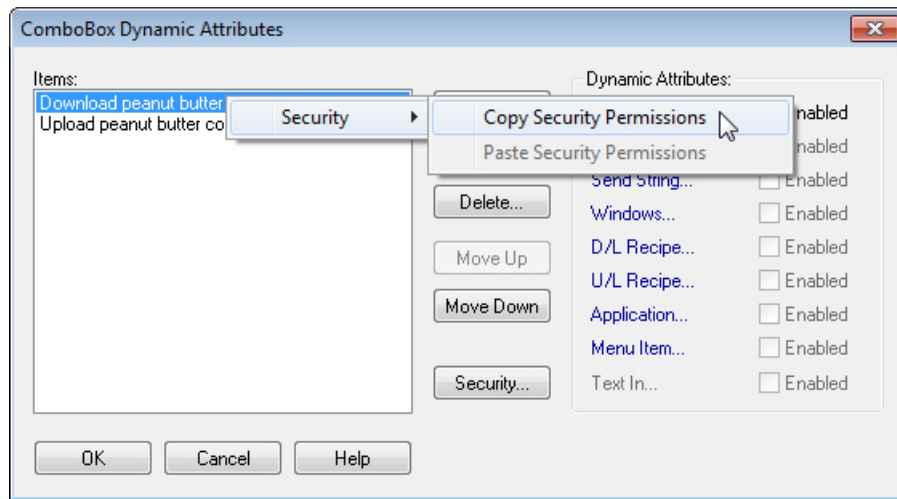 ComboBox Dynamic Attributes
Items:
Download peanut butter
Upload peanut butter co
Security
Copy Security Permissions
Paste Security Permissions
Delete...
Move Up
Move Down
Security...
Dynamic Attributes:
nabled
nabled
Send String... Enabled
Windows... Enabled
D/L Recipe... Enabled
U/L Recipe... Enabled
Application... Enabled
Menu Item... Enabled
Text In... Enabled
OK Cancel Help